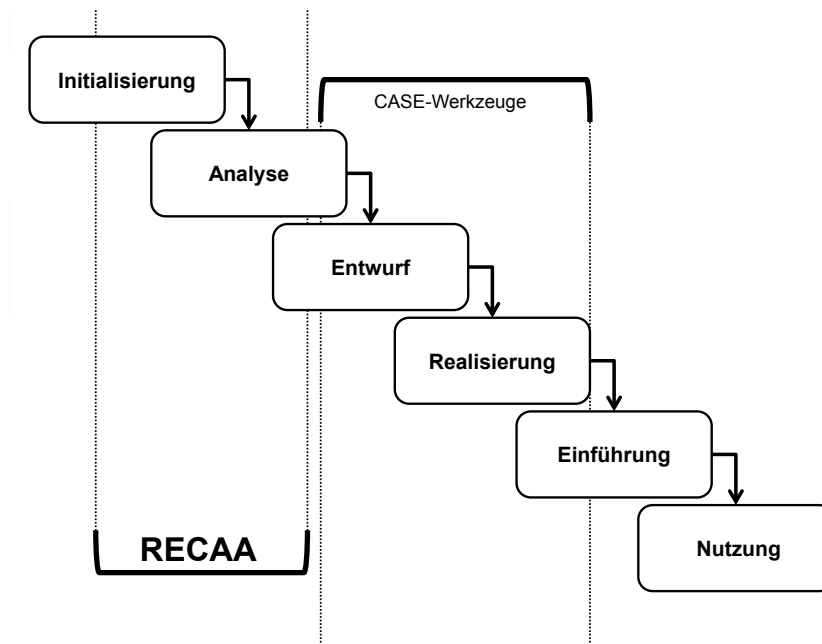 Initialisierung
CASE-Werkzeuge
Analyse
Entwurf
Realisierung
Einführung
RECAA
Nutzung